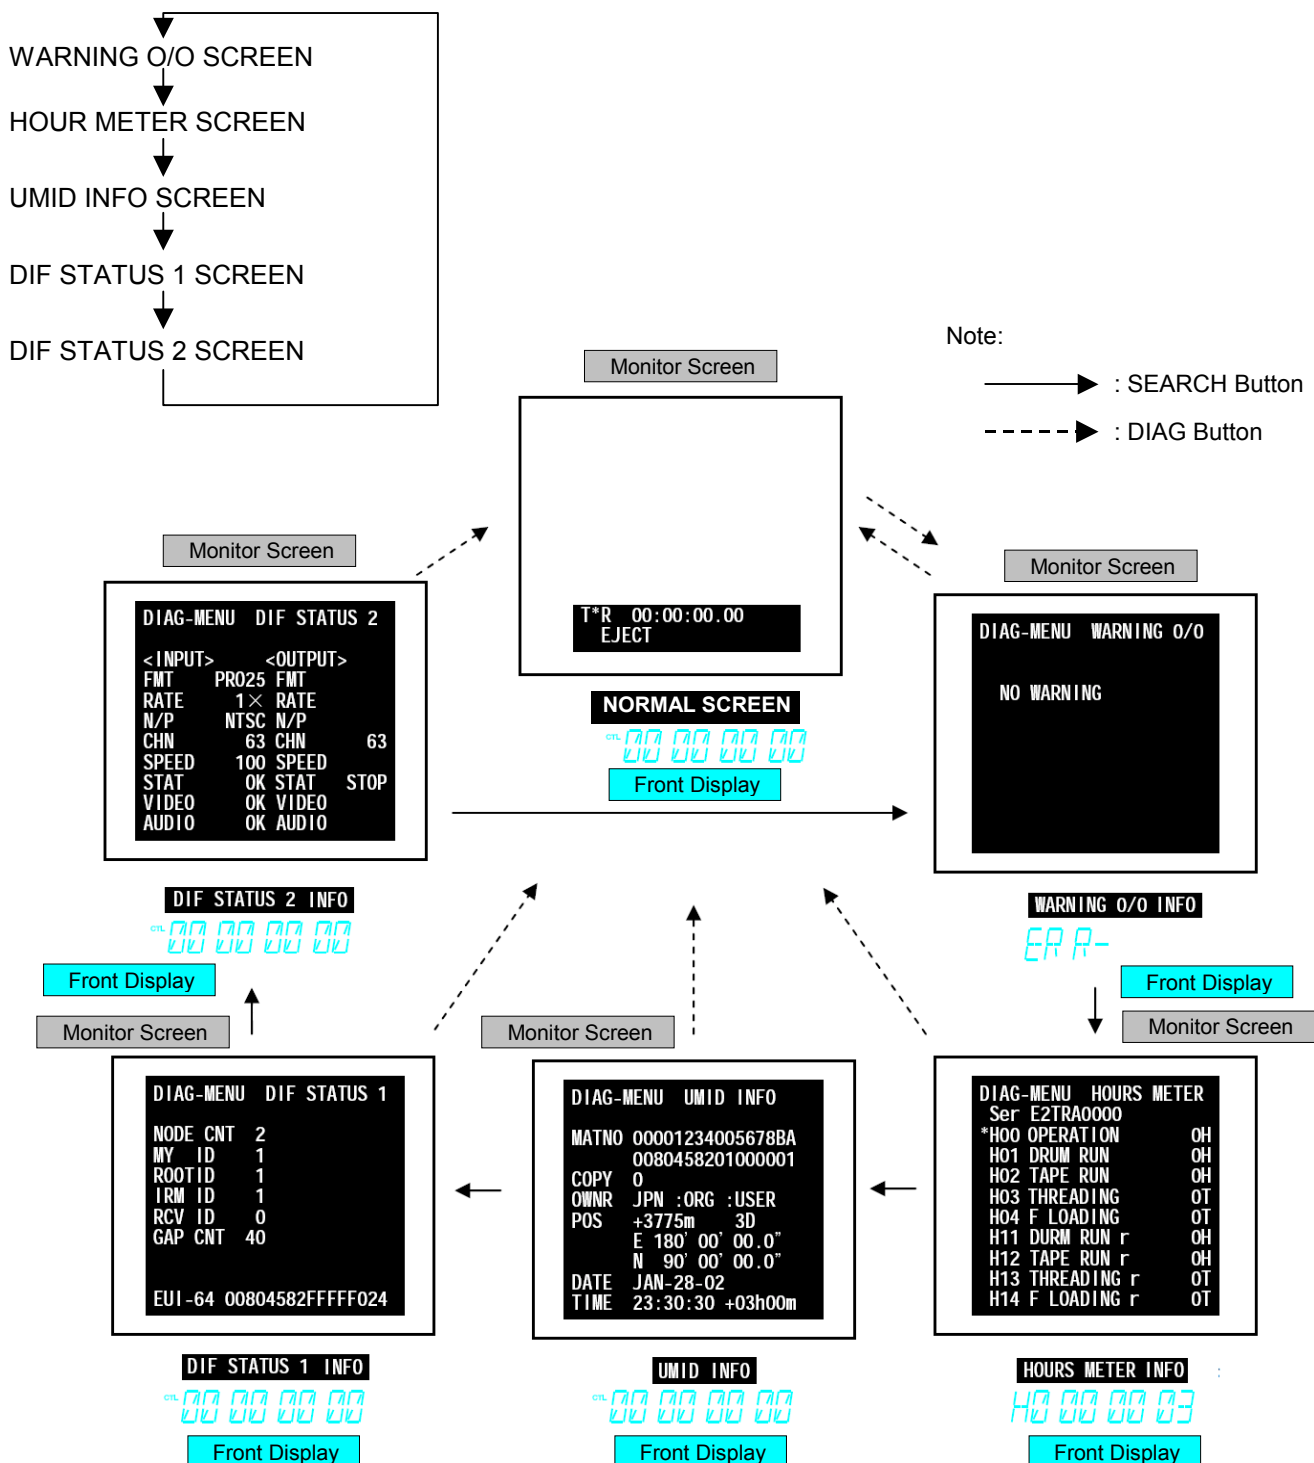 WARNING O/O SCREEN
HOUR METER SCREEN
UMID INFO SCREEN
DIF STATUS 1 SCREEN
DIF STATUS 2 SCREEN
Note:
: SEARCH Button
: DIAG Button
Monitor Screen
T*R 00:00:00.00
EJECT
NORMAL SCREEN
CTL 00 00 00 00
Front Display
Monitor Screen
DIAG-MENU DIF STATUS 2
<INPUT> <OUTPUT>
FMT PRO25 FMT
RATE 1× RATE
N/P NTSC N/P
CHN 63 CHN 63
SPEED 100 SPEED
STAT OK STAT STOP
VIDEO OK VIDEO
AUDIO OK AUDIO
DIF STATUS 2 INFO
CTL 00 00 00 00
Front Display
Monitor Screen
DIAG-MENU WARNING O/O
NO WARNING
WARNING O/O INFO
ERR-
Front Display
Monitor Screen
DIAG-MENU DIF STATUS 1
NODE CNT 2
MY ID 1
ROOTID 1
IRM ID 1
RCV ID 0
GAP CNT 40
EUI-64 00804582FFFFF024
DIF STATUS 1 INFO
CTL 00 00 00 00
Front Display
Monitor Screen
DIAG-MENU UMID INFO
MATNO 00001234005678BA
0080458201000001
COPY 0
OWNR JPN :ORG :USER
POS +3775m 3D
E 180' 00' 00.0"
N 90' 00' 00.0"
DATE JAN-28-02
TIME 23:30:30 +03h00m
UMID INFO
CTL 00 00 00 00
Front Display
Monitor Screen
DIAG-MENU HOURS METER
Ser E2TRA0000
*H00 OPERATION 0H
H01 DRUM RUN 0H
H02 TAPE RUN 0H
H03 THREADING 0T
H04 F LOADING 0T
H11 DURM RUN r 0H
H12 TAPE RUN r 0H
H13 THREADING r 0T
H14 F LOADING r 0T
HOURS METER INFO :
H0 00 00 03
Front Display